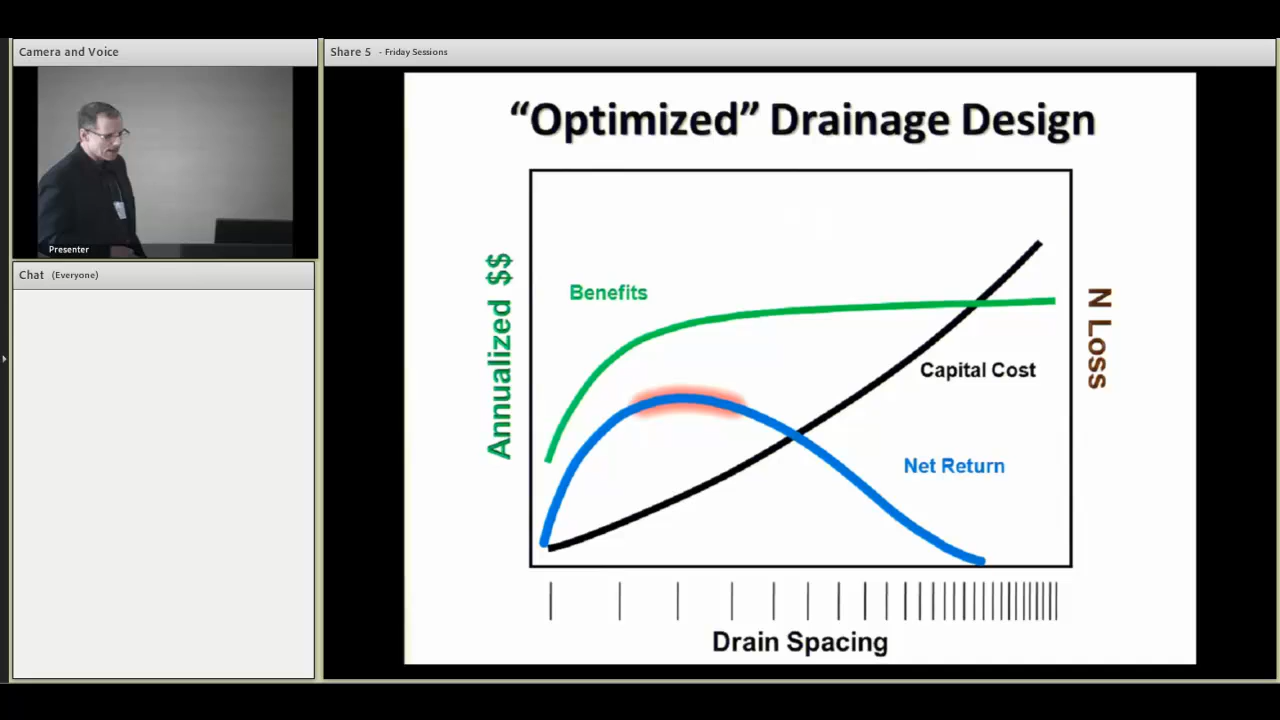 Camera and Voice
Share 5 - Friday Sessions
Presenter
Chat (Everyone)
“Optimized” Drainage Design
Annualized $$
Benefits
N Loss
Capital Cost
Net Return
Drain Spacing